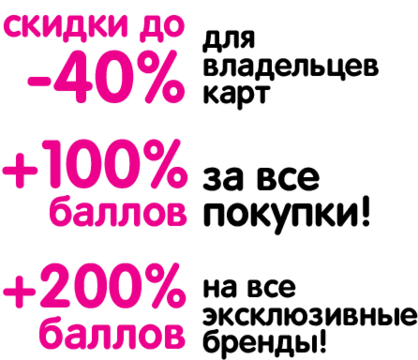 скидки до
-40%
для
владельцев
карт
+100%
баллов
за все
покупки!
+200%
баллов
на все
эксклюзивные
бренды!